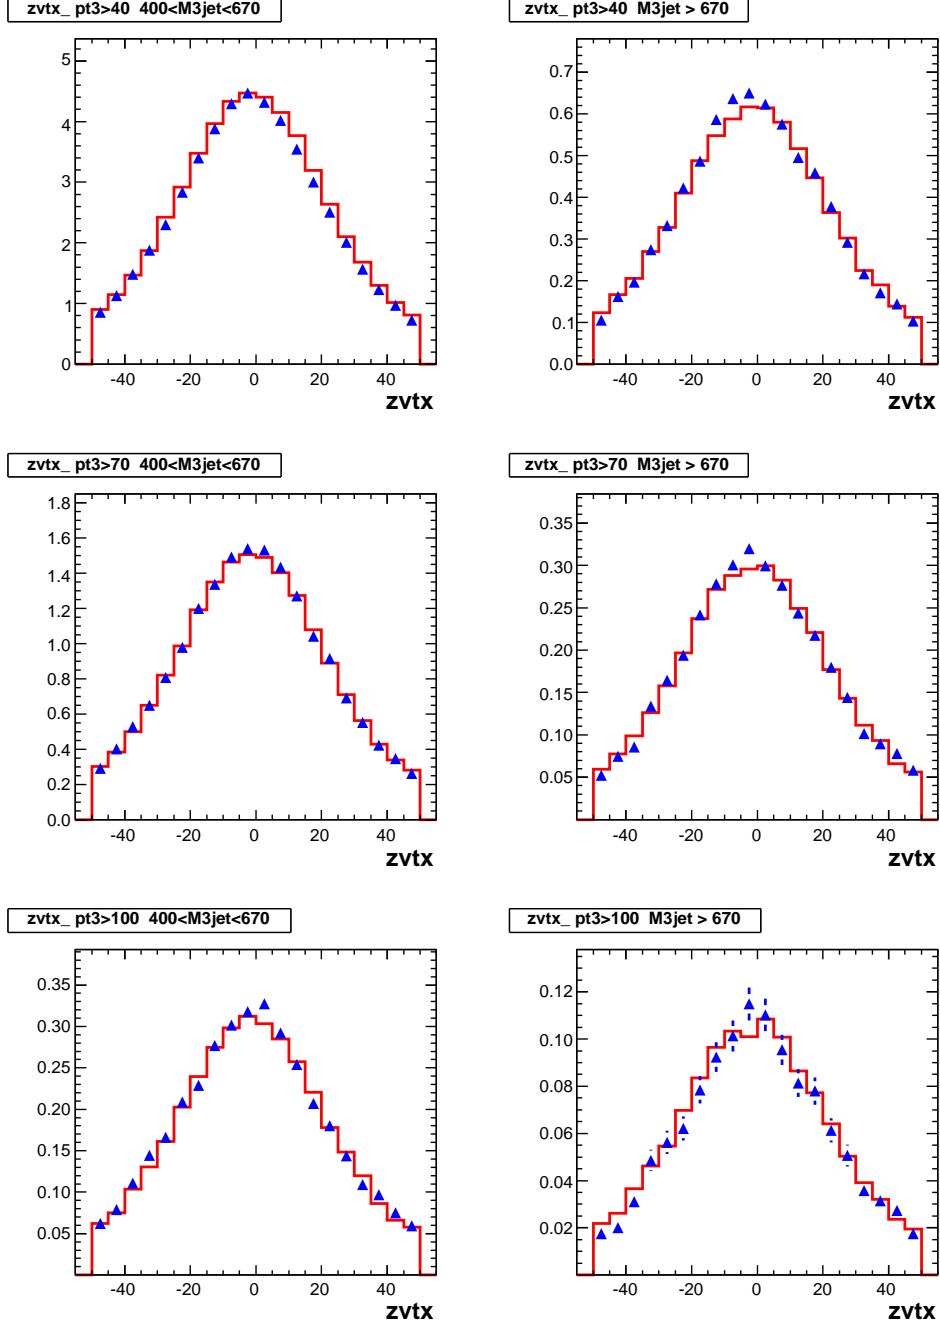 zvtx_ pt3>40 400<M3jet<670
5
4
3
2
1
0
-40 -20 0 20 40
zvtx
zvtx_ pt3>40 M3jet > 670
0.7
0.6
0.5
0.4
0.3
0.2
0.1
0.0
-40 -20 0 20 40
zvtx
zvtx_ pt3>70 400<M3jet<670
1.8
1.6
1.4
1.2
1.0
0.8
0.6
0.4
0.2
0.0
-40 -20 0 20 40
zvtx
zvtx_ pt3>70 M3jet > 670
0.35
0.30
0.25
0.20
0.15
0.10
0.05
-40 -20 0 20 40
zvtx
zvtx_ pt3>100 400<M3jet<670
0.35
0.30
0.25
0.20
0.15
0.10
0.05
-40 -20 0 20 40
zvtx
zvtx_ pt3>100 M3jet > 670
0.12
0.10
0.08
0.06
0.04
0.02
-40 -20 0 20 40
zvtx